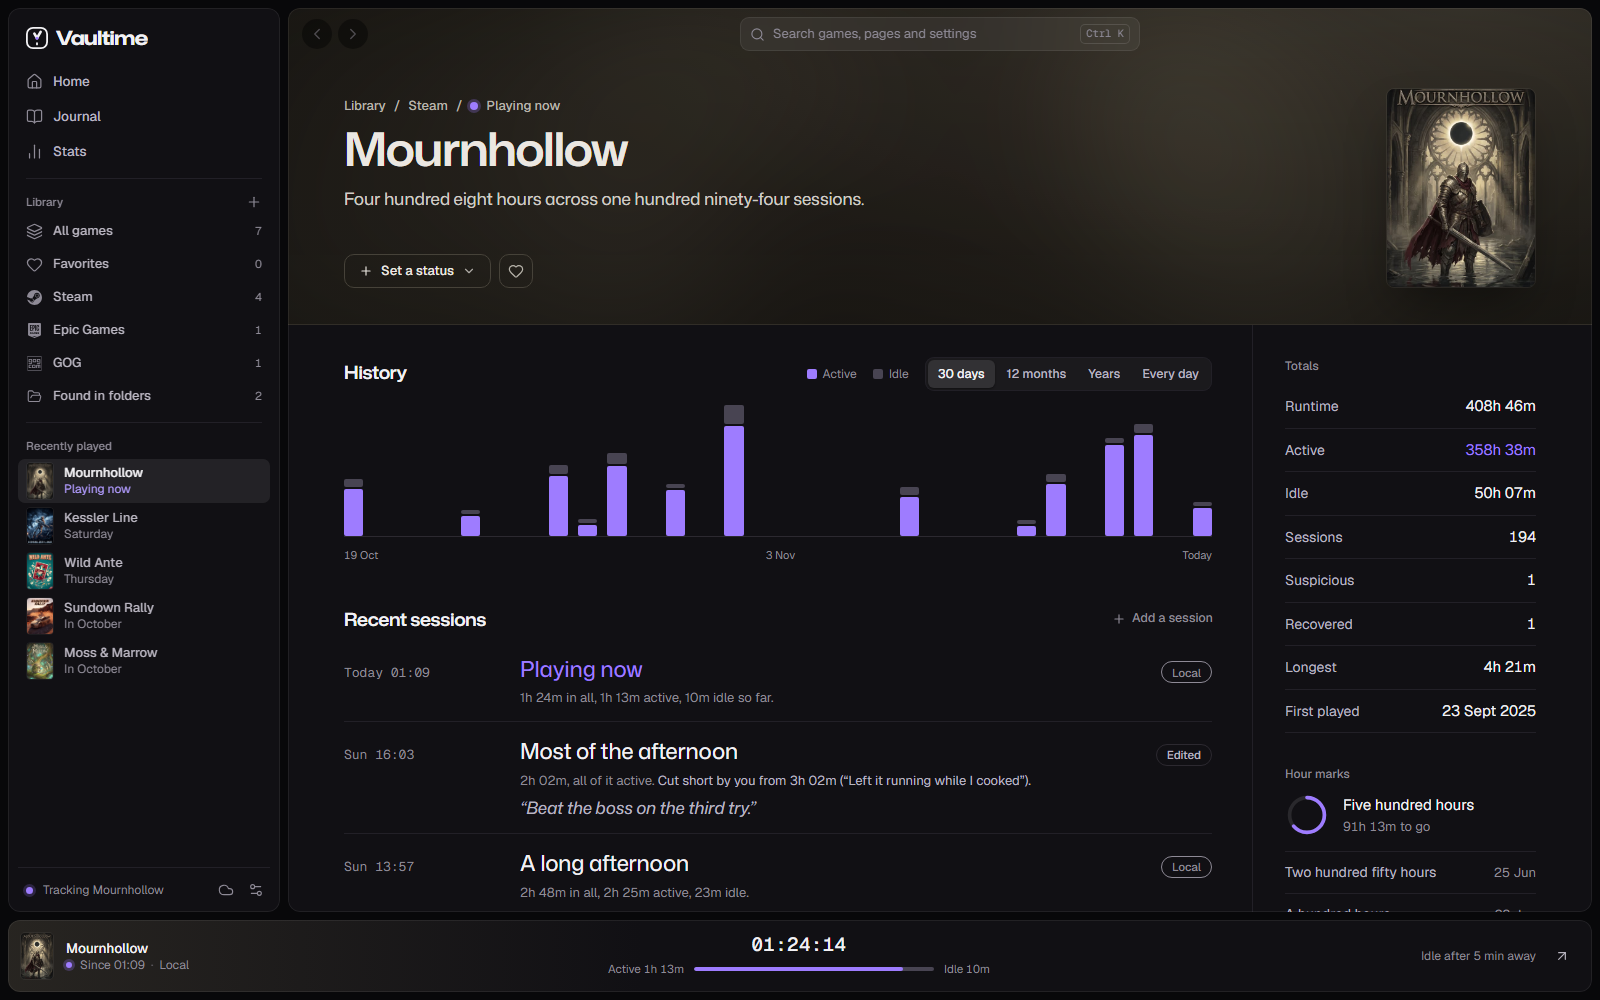 Vaultime
Home
Journal
Stats
Library
All games 7
Favorites 0
Steam 4
Epic Games 1
GOG 1
Found in folders 2
Recently played
Mournhollow
Playing now
Kessler Line
Saturday
Wild Ante
Thursday
Sundown Rally
In October
Moss & Marrow
In October
Tracking Mournhollow
Search games, pages and settings Ctrl K
Library / Steam / Playing now
Mournhollow
Four hundred eight hours across one hundred ninety-four sessions.
Set a status
MOURNHOLLOW
History
Active Idle
30 days 12 months Years Every day
19 Oct 3 Nov Today
Recent sessions
Add a session
Today 01:09 Playing now Local
1h 24m in all, 1h 13m active, 10m idle so far.
Sun 16:03 Most of the afternoon Edited
2h 02m, all of it active. Cut short by you from 3h 02m (“Left it running while I cooked”).
“Beat the boss on the third try.”
Sun 13:57 A long afternoon Local
2h 48m in all, 2h 25m active, 23m idle.
Totals
Runtime 408h 46m
Active 358h 38m
Idle 50h 07m
Sessions 194
Suspicious 1
Recovered 1
Longest 4h 21m
First played 23 Sept 2025
Hour marks
Five hundred hours
91h 13m to go
Two hundred fifty hours 25 Jun
Mournhollow
Since 01:09 · Local
01:24:14
Active 1h 13m Idle 10m
Idle after 5 min away